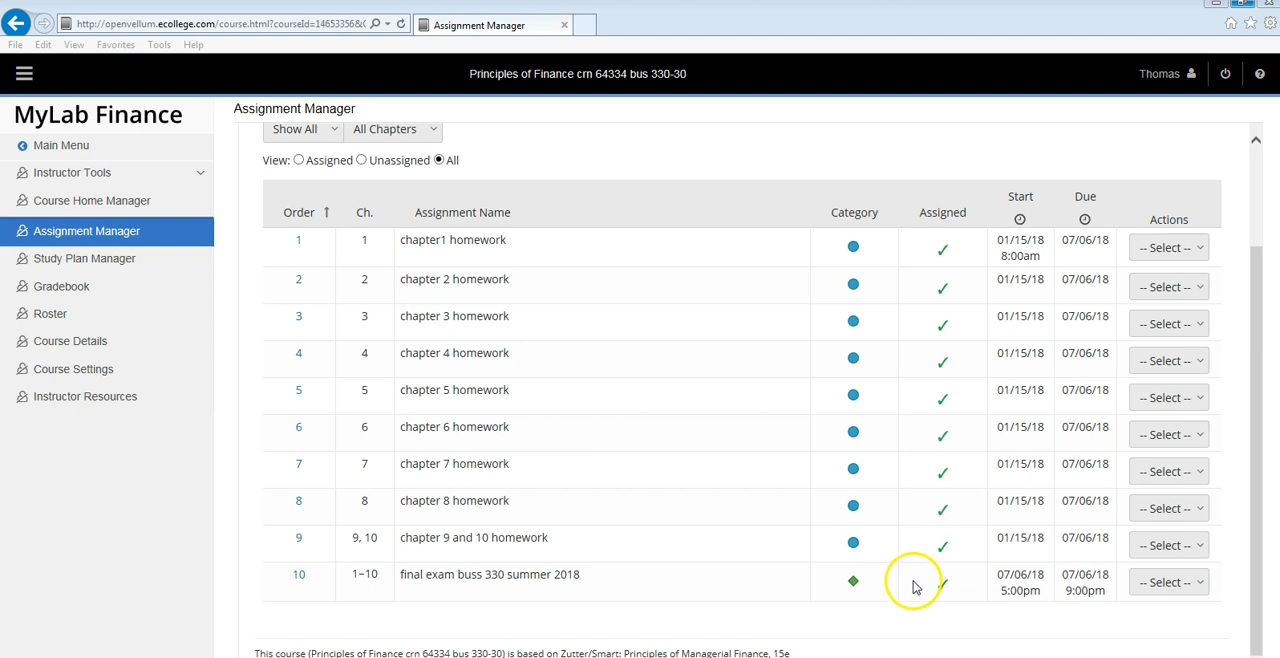 http://openvellum.ecollege.com/course.html?courseId=14653356&(
Assignment Manager
File Edit View Favorites Tools Help
Principles of Finance crn 64334 bus 330-30
Thomas
MyLab Finance
Main Menu
Instructor Tools
Course Home Manager
Assignment Manager
Study Plan Manager
Gradebook
Roster
Course Details
Course Settings
Instructor Resources
Assignment Manager
Show All All Chapters
View: Assigned Unassigned All
Order ↑ Ch. Assignment Name Category Assigned Start Due Actions
1 1 chapter1 homework ✓ 01/15/18 8:00am 07/06/18 -- Select --
2 2 chapter 2 homework ✓ 01/15/18 07/06/18 -- Select --
3 3 chapter 3 homework ✓ 01/15/18 07/06/18 -- Select --
4 4 chapter 4 homework ✓ 01/15/18 07/06/18 -- Select --
5 5 chapter 5 homework ✓ 01/15/18 07/06/18 -- Select --
6 6 chapter 6 homework ✓ 01/15/18 07/06/18 -- Select --
7 7 chapter 7 homework ✓ 01/15/18 07/06/18 -- Select --
8 8 chapter 8 homework ✓ 01/15/18 07/06/18 -- Select --
9 9, 10 chapter 9 and 10 homework ✓ 01/15/18 07/06/18 -- Select --
10 1–10 final exam buss 330 summer 2018 ✓ 07/06/18 5:00pm 07/06/18 9:00pm -- Select --
This course (Principles of Finance crn 64334 bus 330-30) is based on Zutter/Smart: Principles of Managerial Finance, 15e